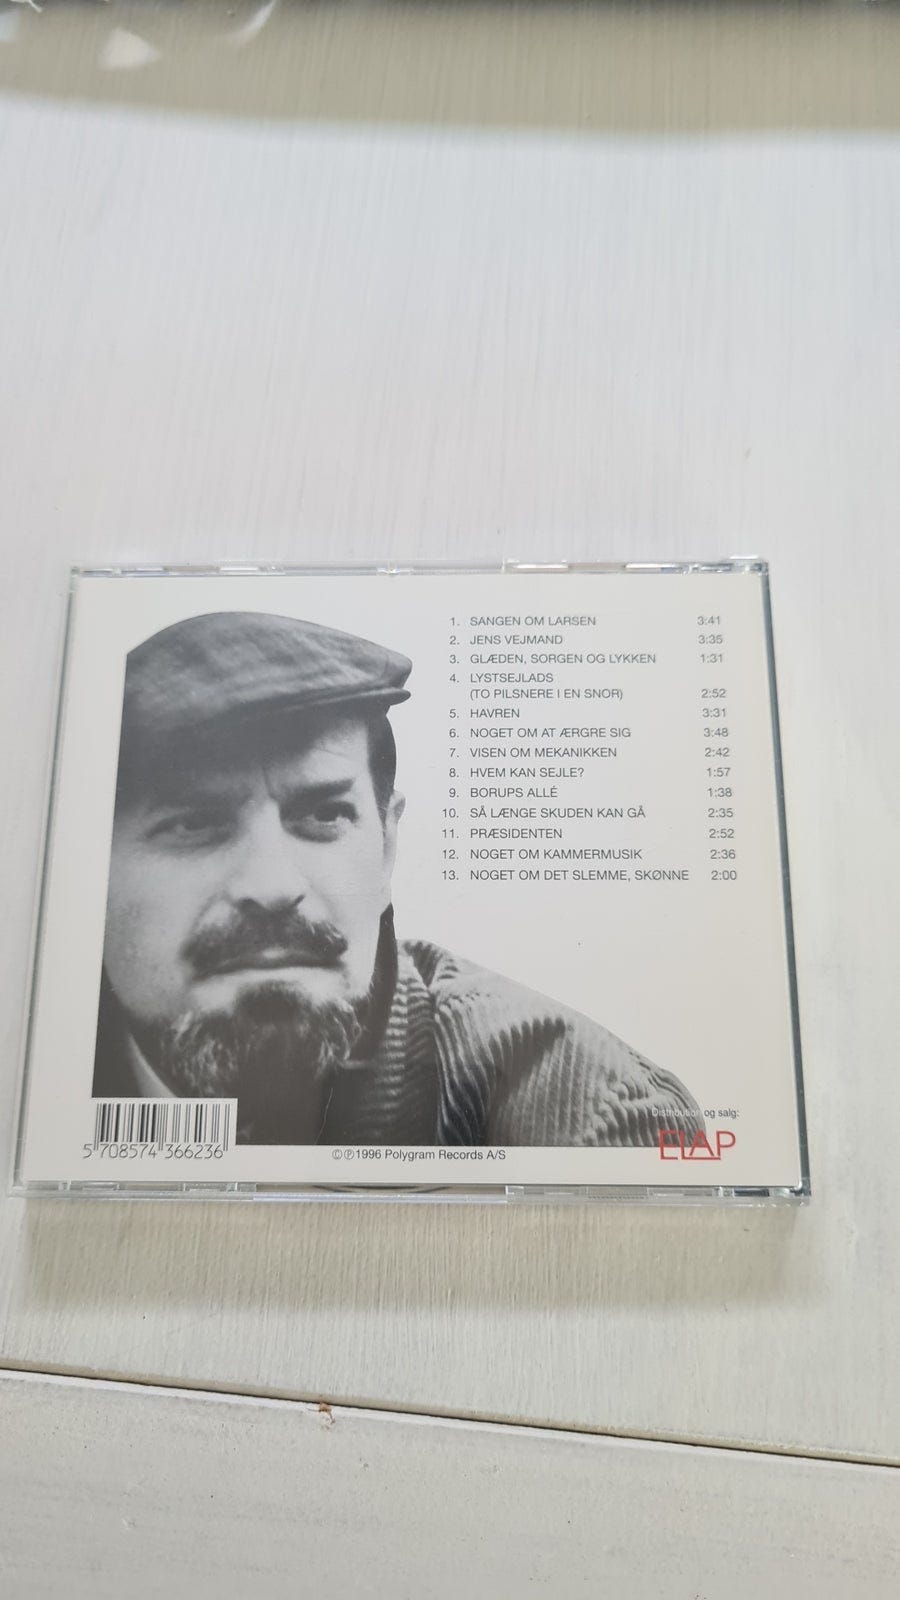 1. SANGEN OM LARSEN 3:41
2. JENS VEJMAND 3:35
3. GLÆDEN, SORGEN OG LYKKEN 1:31
4. LYSTSEJLADS
(TO PILSNERE I EN SNOR) 2:52
5. HAVREN 3:31
6. NOGET OM AT ÆRGRE SIG 3:48
7. VISEN OM MEKANIKKEN 2:42
8. HVEM KAN SEJLE? 1:57
9. BORUPS ALLÉ 1:38
10. SÅ LÆNGE SKUDEN KAN GÅ 2:35
11. PRÆSIDENTEN 2:52
12. NOGET OM KAMMERMUSIK 2:36
13. NOGET OM DET SLEMME, SKØNNE 2:00
Distribution og salg:
ELAP
5 708574 366236
©℗1996 Polygram Records A/S